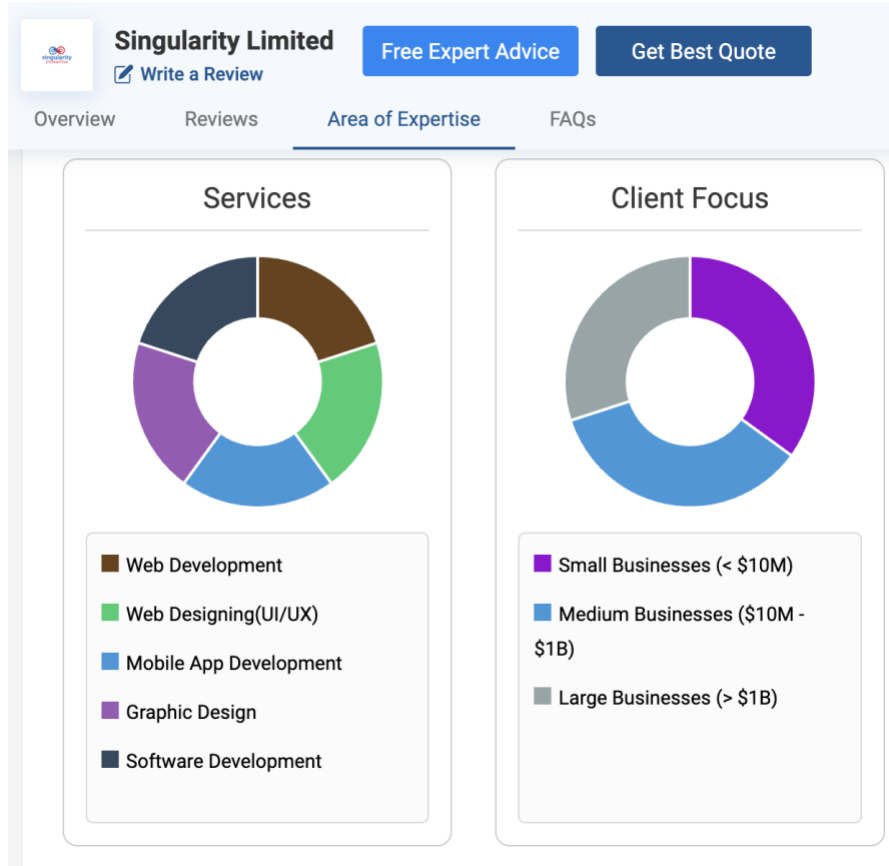 singularity
Singularity Limited
Write a Review
Free Expert Advice
Get Best Quote
Overview
Reviews
Area of Expertise
FAQs
Services
Web Development
Web Designing(UI/UX)
Mobile App Development
Graphic Design
Software Development
Client Focus
Small Businesses (< $10M)
Medium Businesses ($10M -
$1B)
Large Businesses (> $1B)